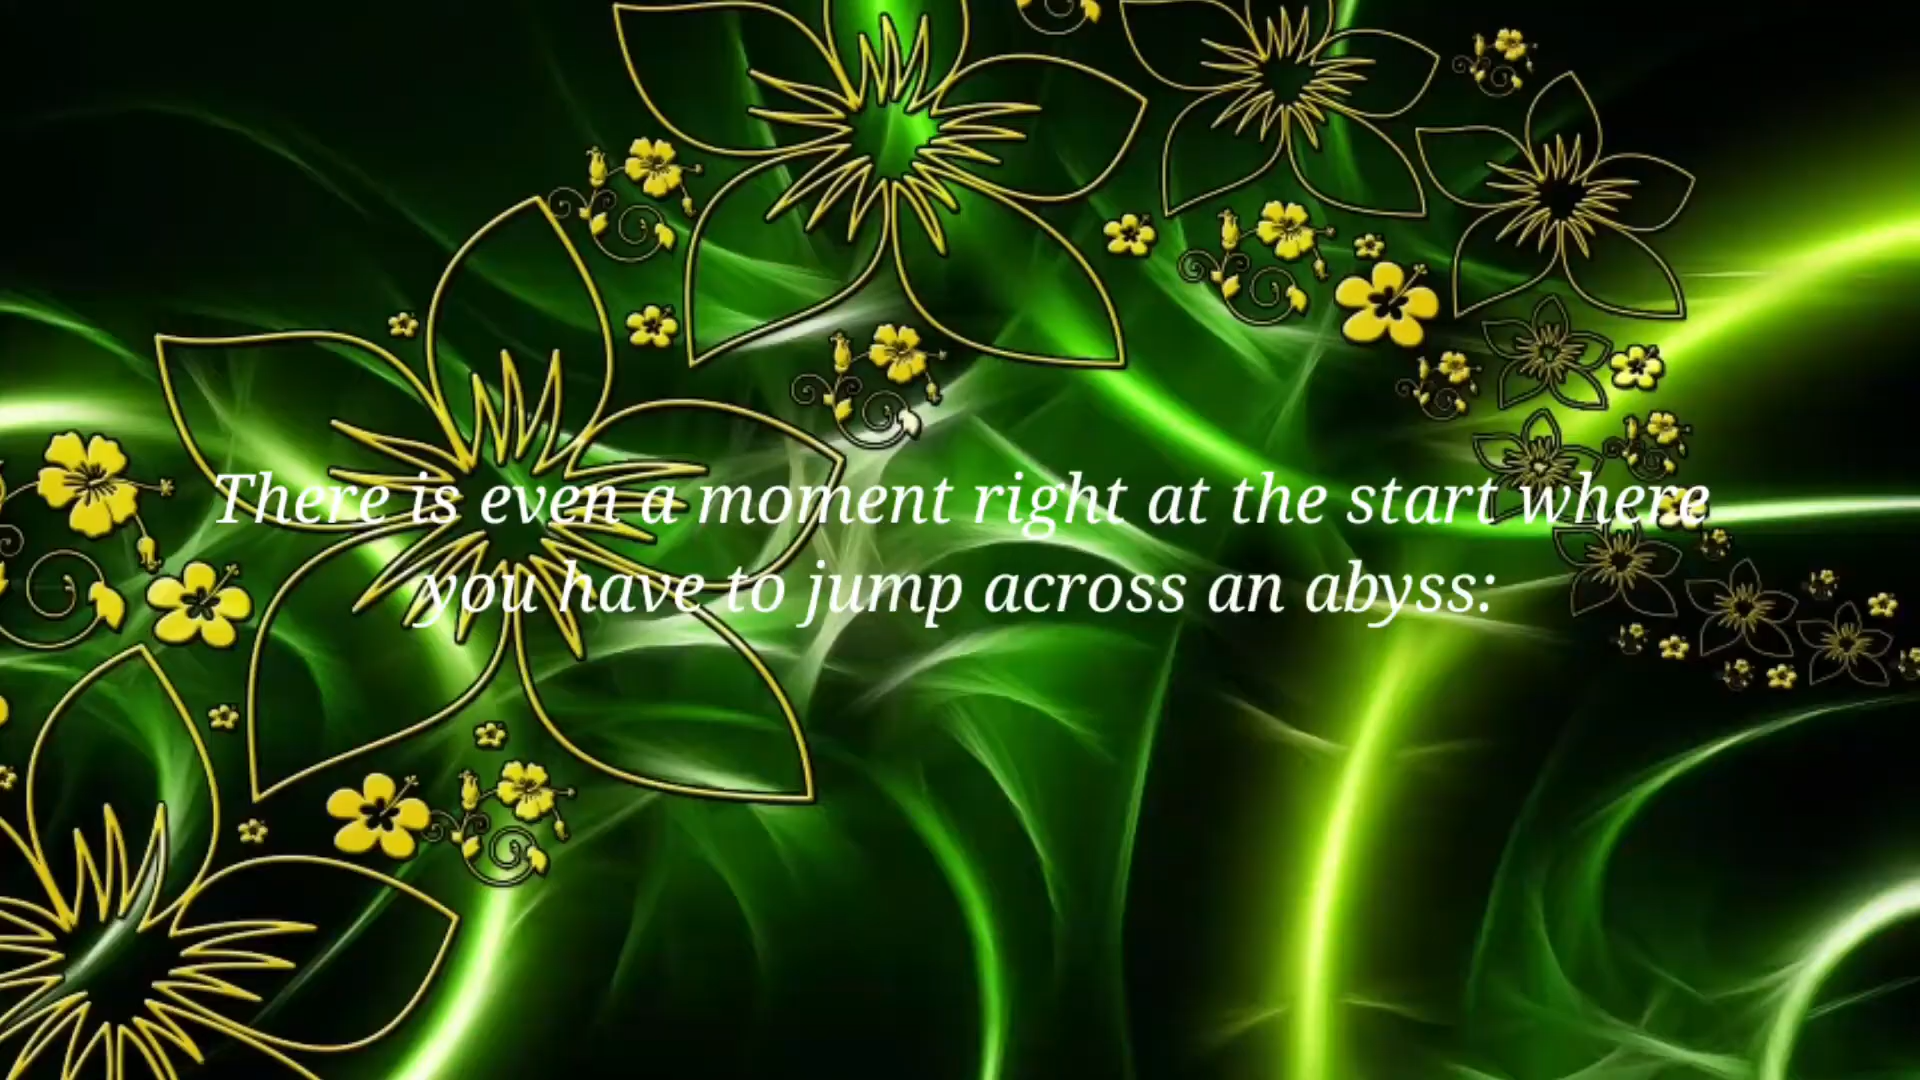 There is even a moment right at the start where
you have to jump across an abyss: